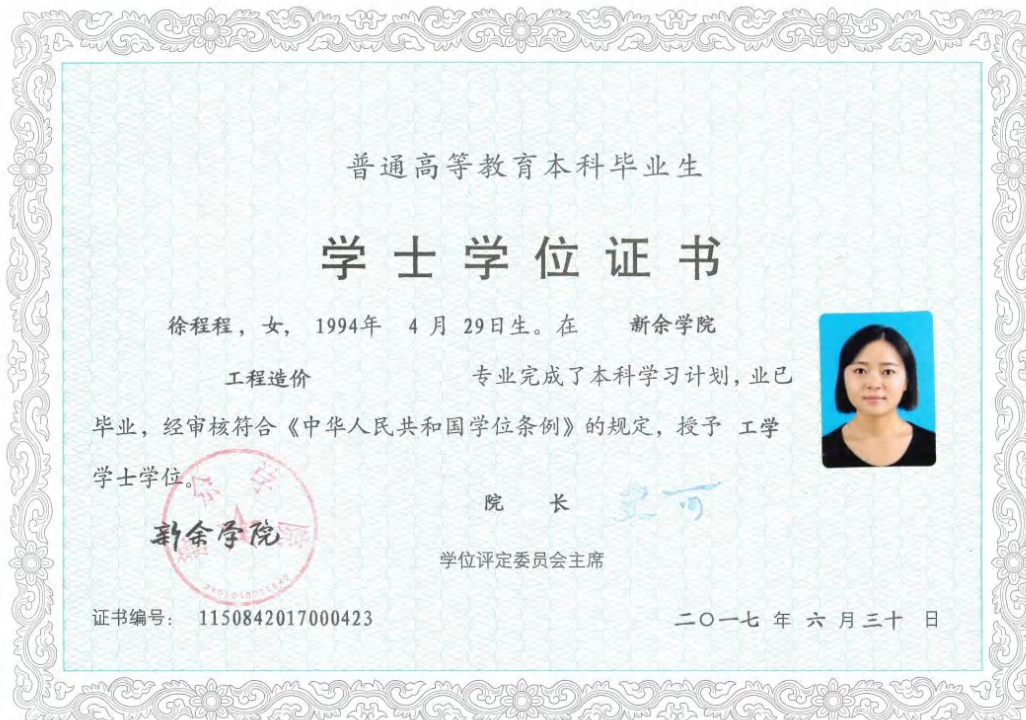 普通高等教育本科毕业生
学士学位证书
徐程程，女， 1994年 4 月 29日生。在 新余学院
工程造价 专业完成了本科学习计划，业已
毕业，经审核符合《中华人民共和国学位条例》的规定，授予 工学
学士学位。
院 长
新余学院
学位评定委员会主席
证书编号： 1150842017000423 二〇一七 年 六 月 三十 日